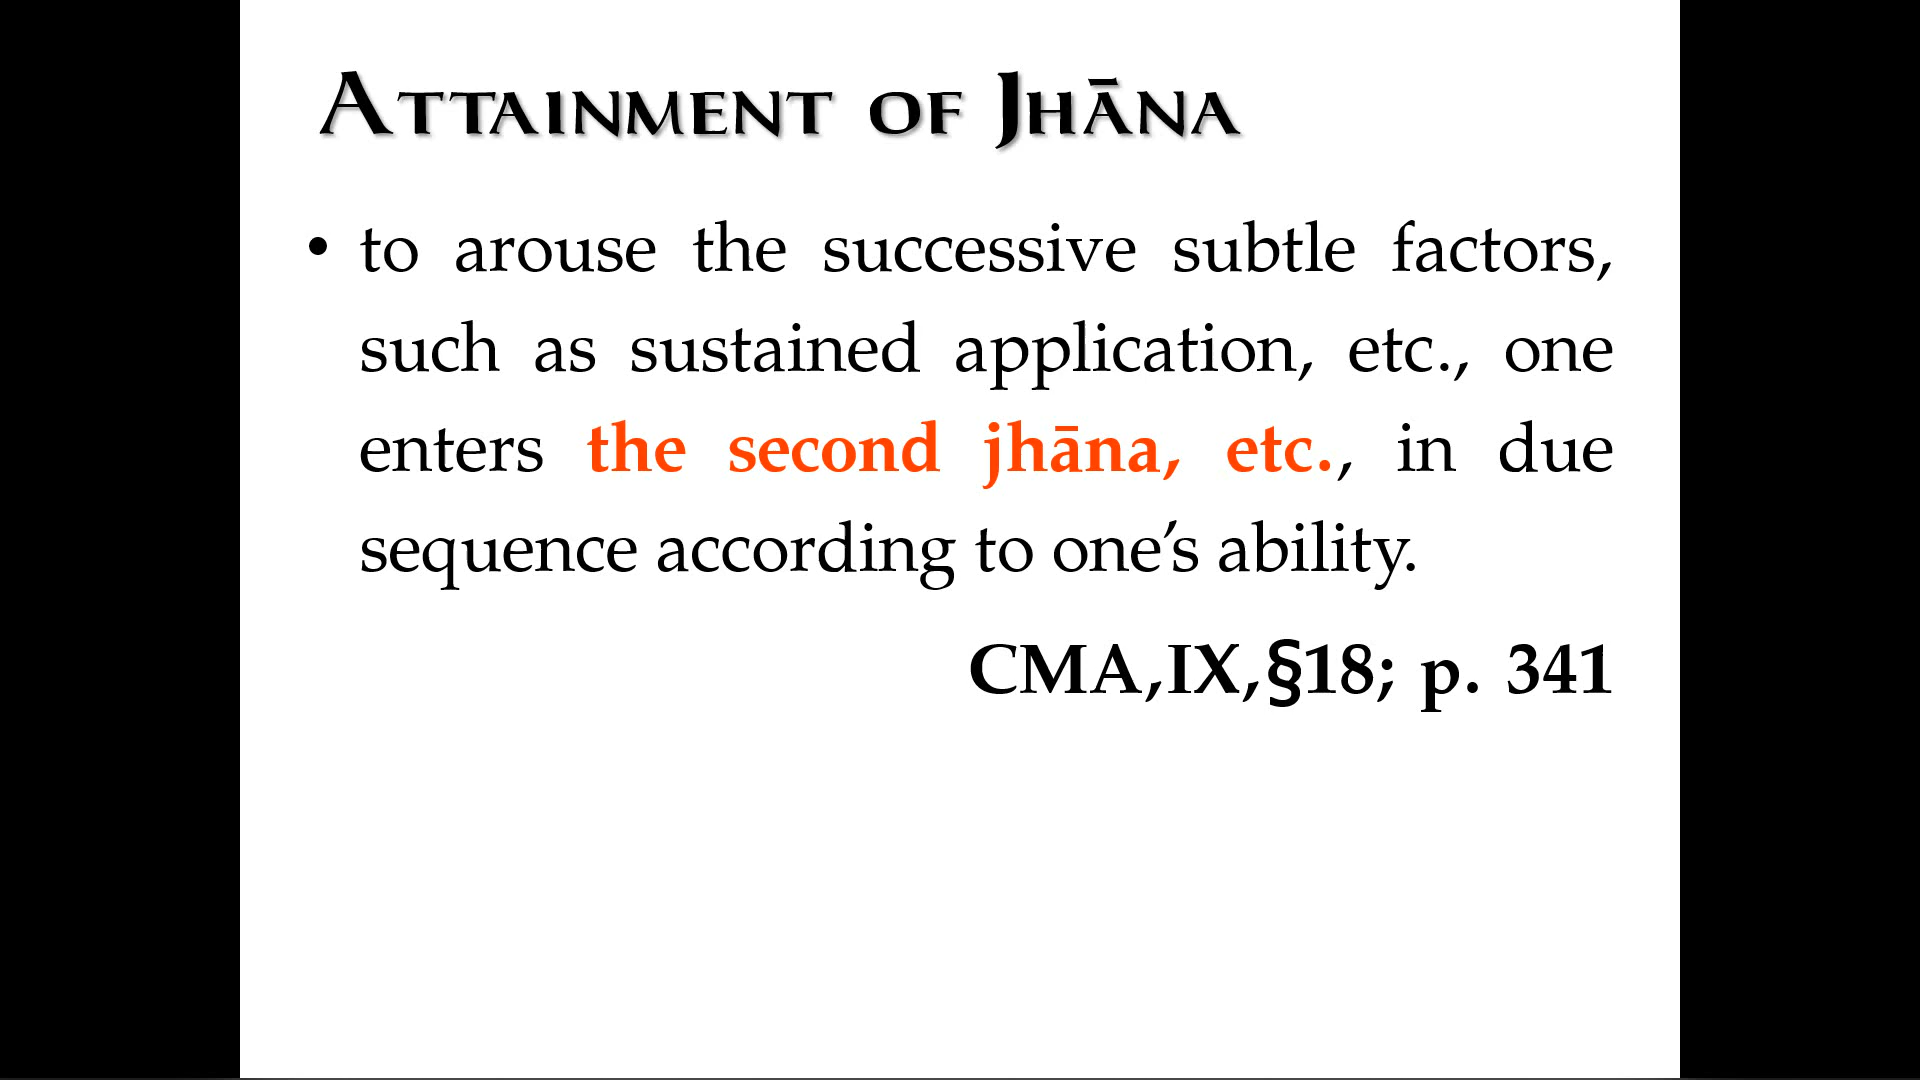 Attainment of Jhāna
• to arouse the successive subtle factors,
such as sustained application, etc., one
enters the second jhāna, etc., in due
sequence according to one’s ability.
CMA,IX,§18; p. 341